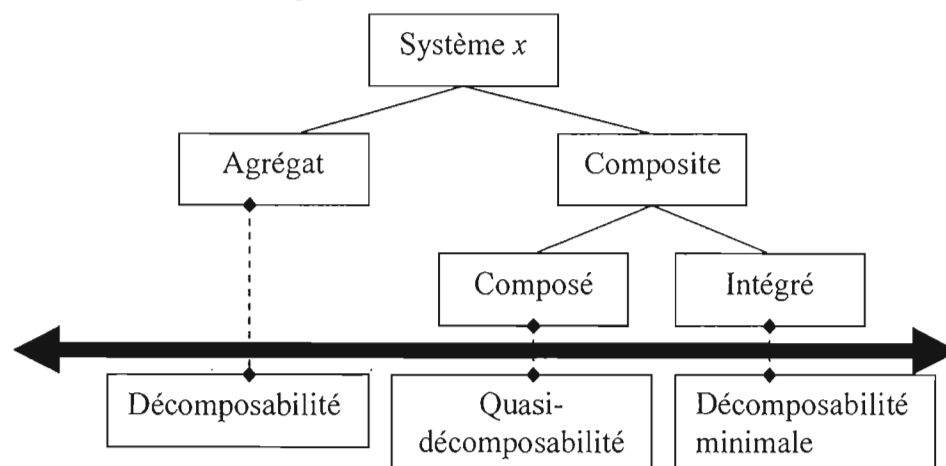 Système x
Agrégat
Composite
Composé
Intégré
Décomposabilité
Quasi-
décomposabilité
Décomposabilité
minimale